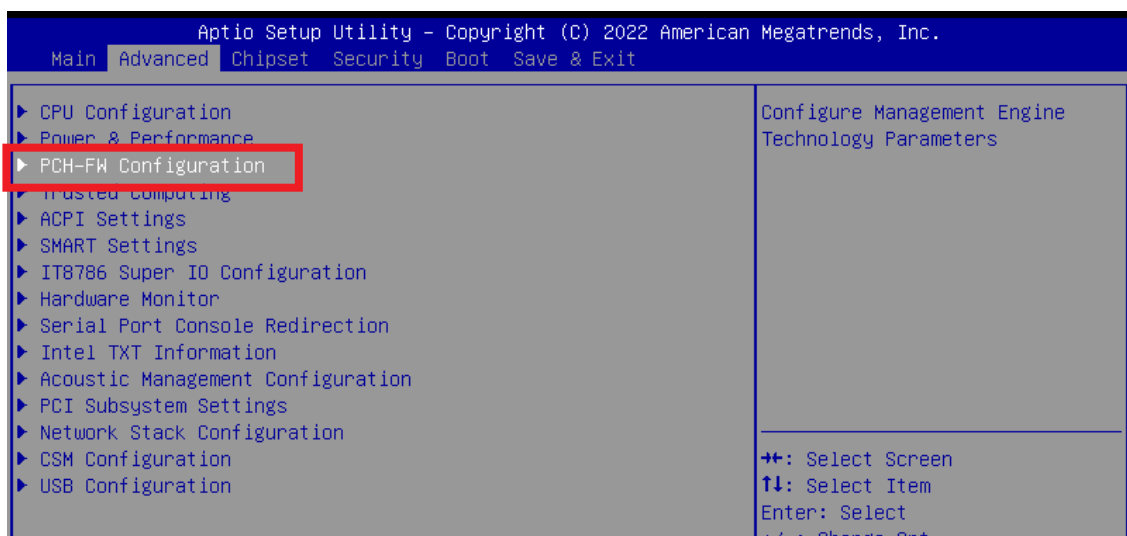 Aptio Setup Utility – Copyright (C) 2022 American Megatrends, Inc.
Main Advanced Chipset Security Boot Save & Exit
▶ CPU Configuration
▶ Power & Performance
▶ PCH-FW Configuration
▶ Trusted Computing
▶ ACPI Settings
▶ SMART Settings
▶ IT8786 Super IO Configuration
▶ Hardware Monitor
▶ Serial Port Console Redirection
▶ Intel TXT Information
▶ Acoustic Management Configuration
▶ PCI Subsystem Settings
▶ Network Stack Configuration
▶ CSM Configuration
▶ USB Configuration
Configure Management Engine
Technology Parameters
→←: Select Screen
↑↓: Select Item
Enter: Select